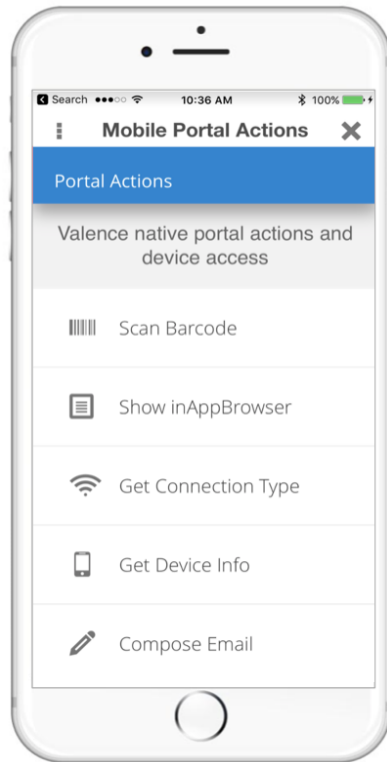 Search 10:36 AM 100%
Mobile Portal Actions
Portal Actions
Valence native portal actions and
device access
Scan Barcode
Show inAppBrowser
Get Connection Type
Get Device Info
Compose Email